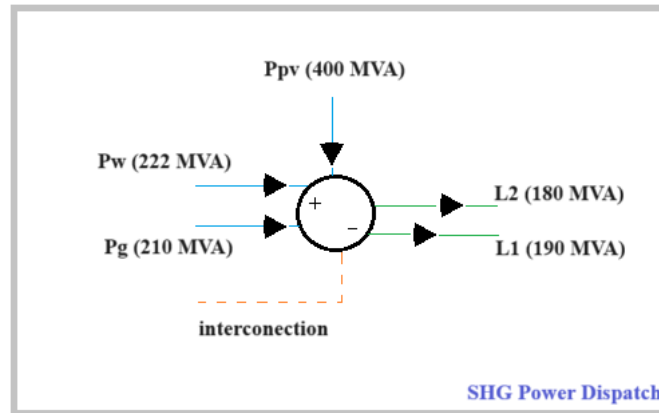 Ppv (400 MVA)
Pw (222 MVA)
+
L2 (180 MVA)
-
Pg (210 MVA)
L1 (190 MVA)
interconection
SHG Power Dispatch